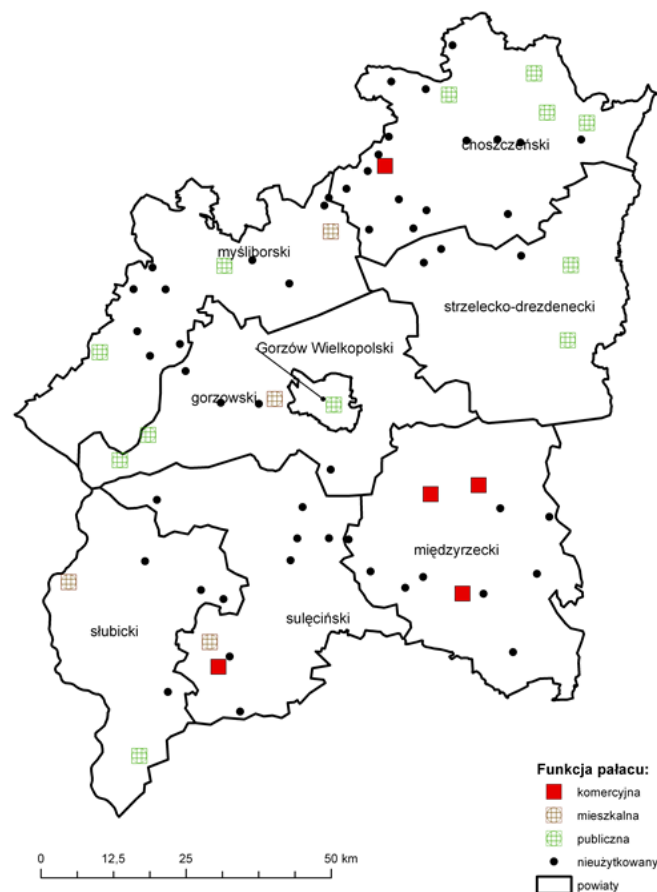 choszczeński
myśliborski
strzelecko-drezdenecki
Gorzów Wielkopolski
gorzowski
międzyrzecki
sulęciński
słubicki
Funkcja pałacu:
komercyjna
mieszkalna
publiczna
nieużytkowany
powiaty
0 12,5 25 50 km